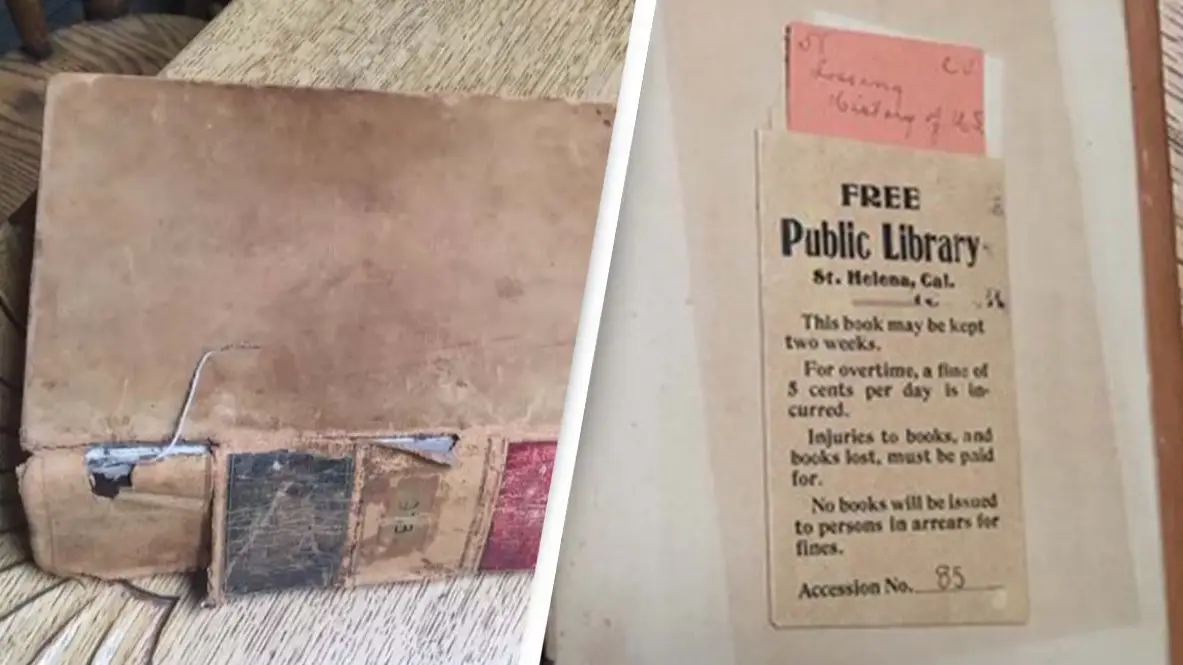 Lossing
History of U.S.
FREE
Public Library
St. Helena, Cal.
This book may be kept
two weeks.
For overtime, a fine of
5 cents per day is in-
curred.
Injuries to books, and
books lost, must be paid
for.
No books will be issued
to persons in arrears for
fines.
Accession No. 85